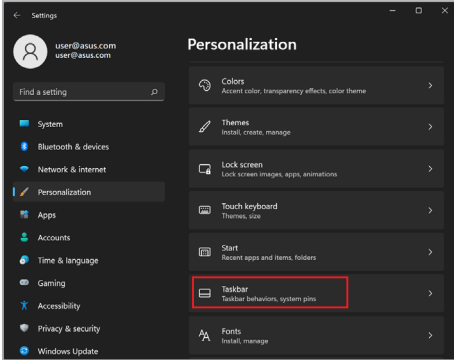 Settings
user@asus.com
user@asus.com
Find a setting
System
Bluetooth & devices
Network & internet
Personalization
Apps
Accounts
Time & language
Gaming
Accessibility
Privacy & security
Windows Update
Personalization
Colors
Accent color, transparency effects, color theme
Themes
Install, create, manage
Lock screen
Lock screen images, apps, animations
Touch keyboard
Themes, size
Start
Recent apps and items, folders
Taskbar
Taskbar behaviors, system pins
Fonts
Install, manage